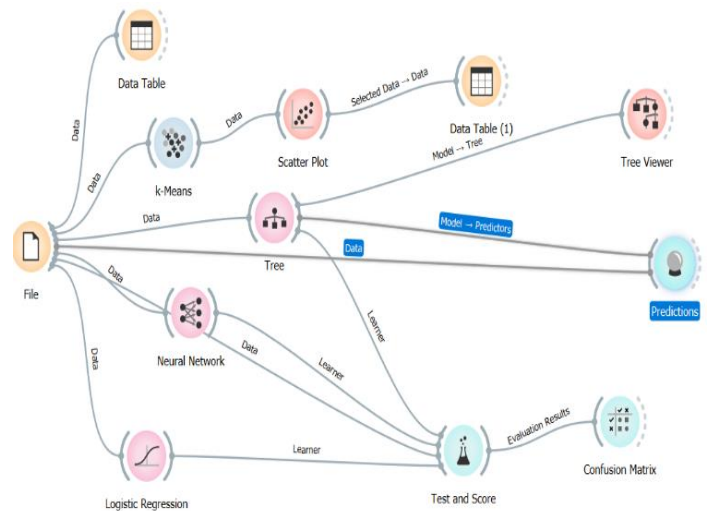 Data Table
Data
Selected Data → Data
Data Table (1)
Data
k-Means
Data
Scatter Plot
Model → Tree
Tree Viewer
Data
Tree
Model → Predictors
Data
File
Data
Predictions
Neural Network
Learner
Data
Learner
Data
Logistic Regression
Learner
Test and Score
Evaluation Results
Confusion Matrix